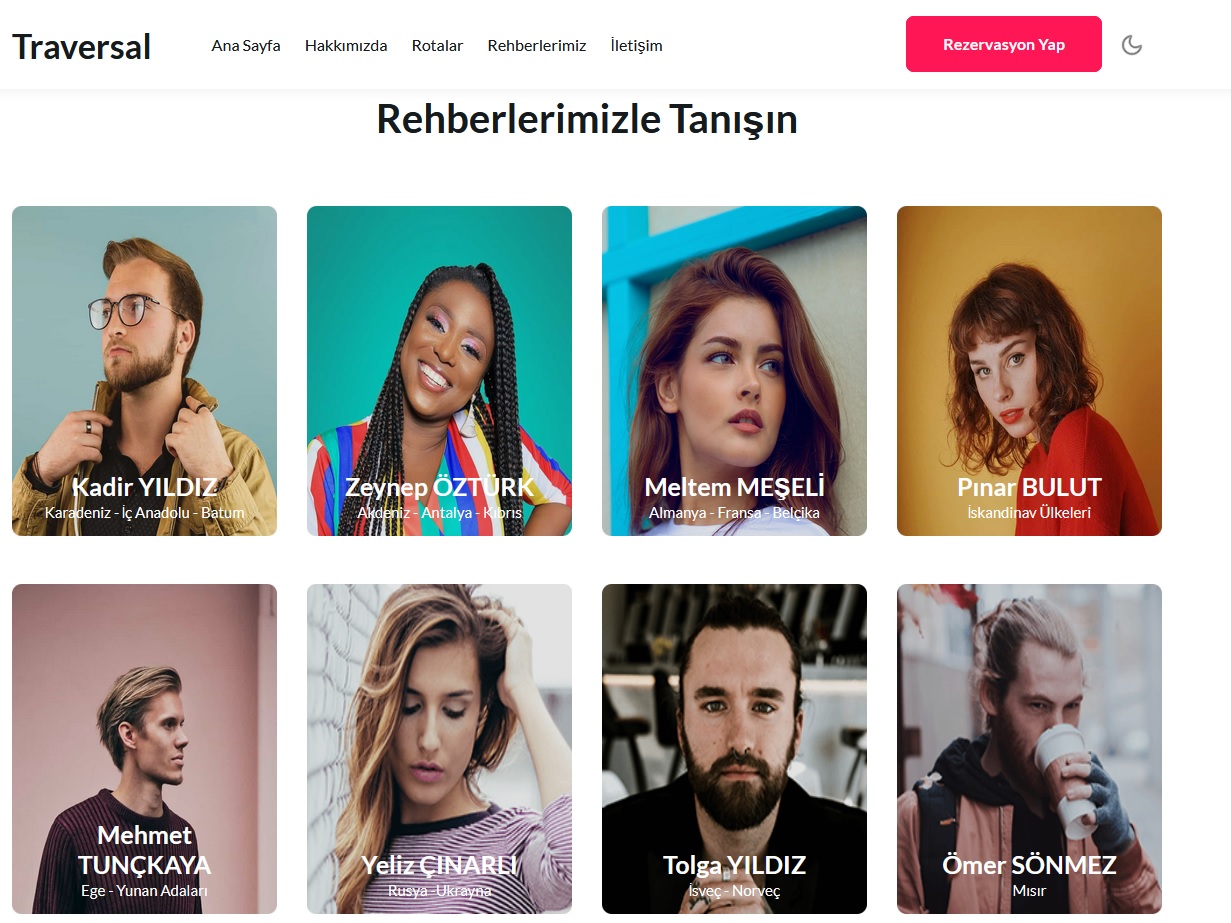 Traversal
Ana Sayfa
Hakkımızda
Rotalar
Rehberlerimiz
İletişim
Rezervasyon Yap
Rehberlerimizle Tanışın
Kadir YILDIZ
Karadeniz - İç Anadolu - Batum
Zeynep ÖZTÜRK
Akdeniz - Antalya - Kıbrıs
Meltem MEŞELİ
Almanya - Fransa - Belçika
Pınar BULUT
İskandinav Ülkeleri
Mehmet
TUNÇKAYA
Ege - Yunan Adaları
Yeliz ÇINARLI
Rusya - Ukrayna
Tolga YILDIZ
İsveç - Norveç
Ömer SÖNMEZ
Mısır